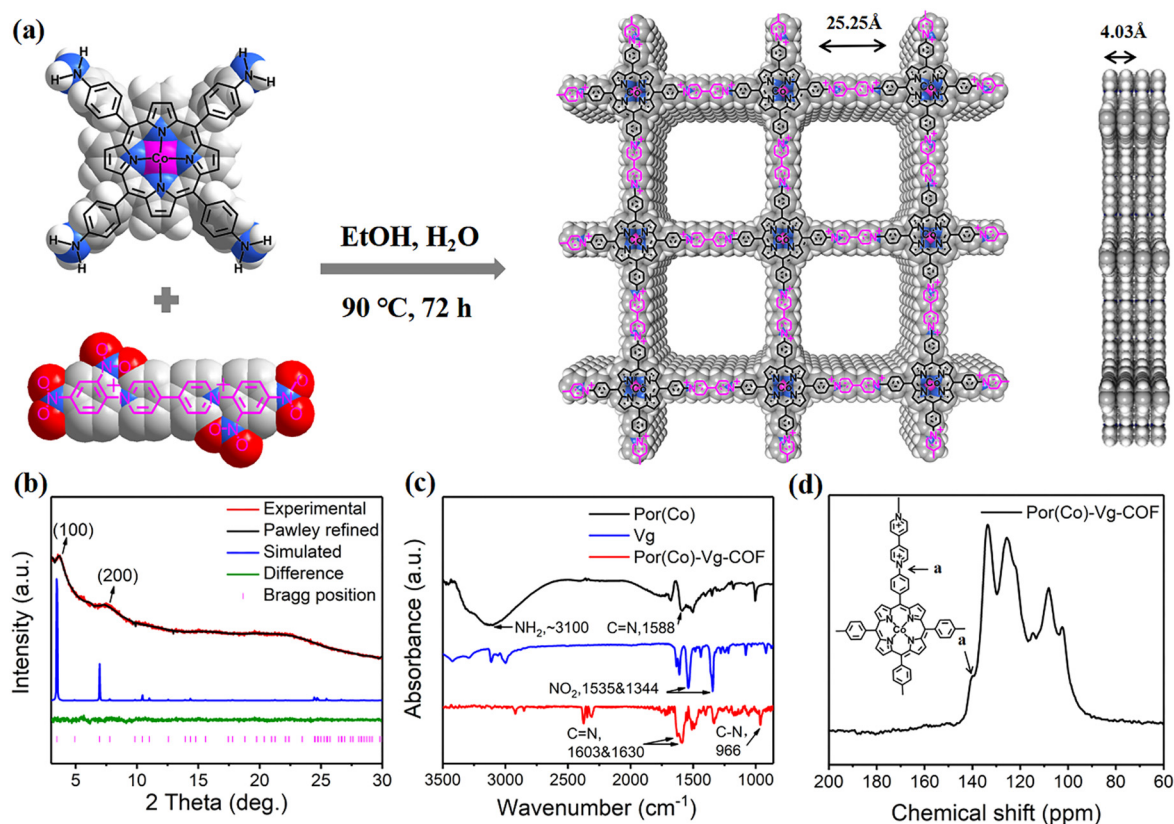 (a)
H
H
N
H
N
H
N
N
Co
N
N
H
N
H
H
N
H
EtOH, H₂O
90 °C, 72 h
25.25Å
4.03Å
(b)
Experimental
Pawley refined
Simulated
Difference
Bragg position
(100)
(200)
Intensity (a.u.)
5 10 15 20 25 30
2 Theta (deg.)
(c)
Por(Co)
Vg
Por(Co)-Vg-COF
NH₂,~3100
C=N,1588
NO₂,1535&1344
C=N,
1603&1630
C-N,
966
Absorbance (a.u.)
3500 3000 2500 2000 1500 1000
Wavenumber (cm⁻¹)
(d)
Por(Co)-Vg-COF
a
a
N
N
N
Co
N
N
N
200 180 160 140 120 100 80 60
Chemical shift (ppm)